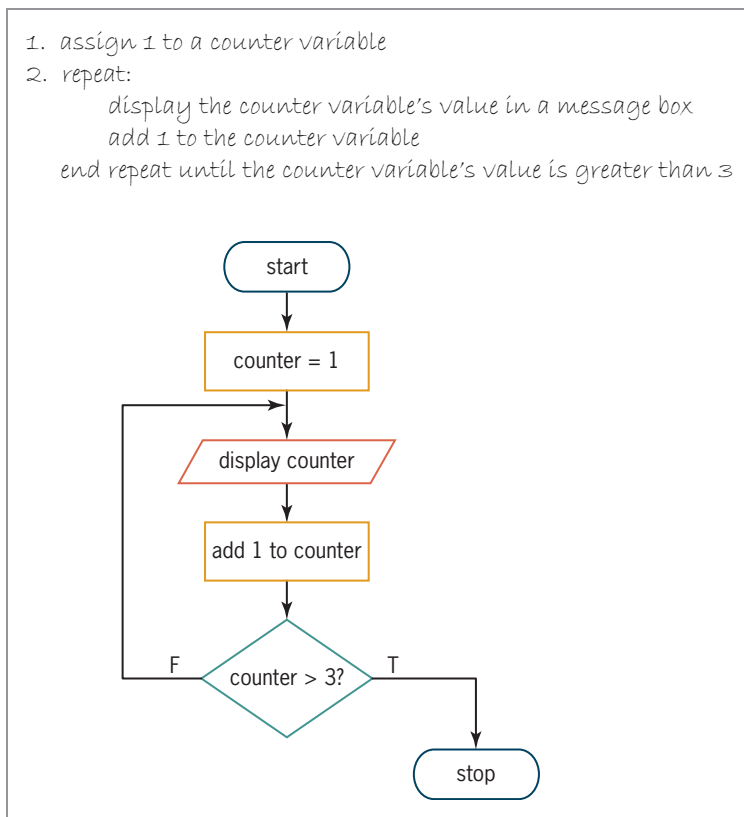 1. assign 1 to a counter variable
2. repeat:
display the counter variable's value in a message box
add 1 to the counter variable
end repeat until the counter variable's value is greater than 3
start
counter = 1
display counter
add 1 to counter
F
counter > 3?
T
stop